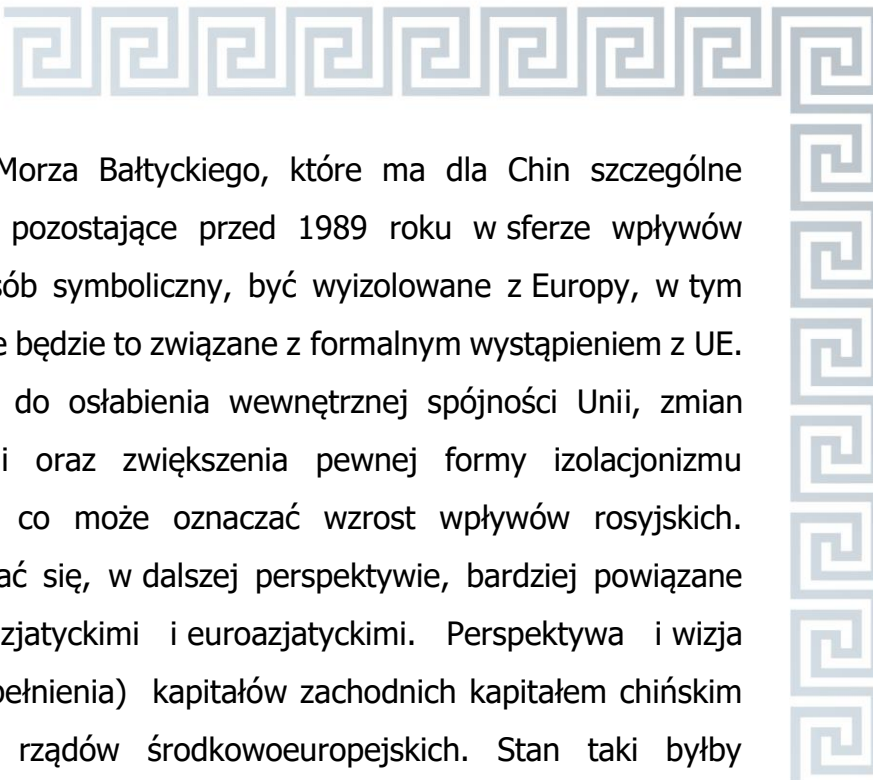 Morza Bałtyckiego, które ma dla Chin szczególne
pozostające przed 1989 roku w sferze wpływów
sób symboliczny, być wyizolowane z Europy, w tym
e będzie to związane z formalnym wystąpieniem z UE.
do osłabienia wewnętrznej spójności Unii, zmian
i oraz zwiększenia pewnej formy izolacjonizmu
co może oznaczać wzrost wpływów rosyjskich.
ać się, w dalszej perspektywie, bardziej powiązane
zjatyckimi i euroazjatyckimi. Perspektywa i wizja
pełnienia) kapitałów zachodnich kapitałem chińskim
rządów środkowoeuropejskich. Stan taki byłby